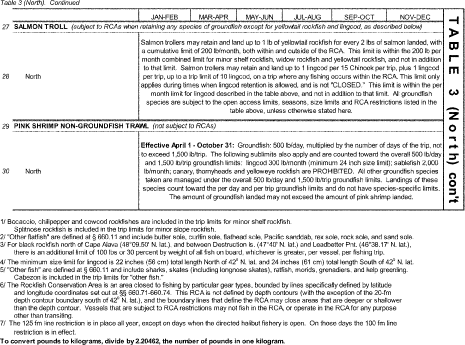 Table 3 (North). Continued
JAN-FEB MAR-APR MAY-JUN JUL-AUG SEP-OCT NOV-DEC
27 SALMON TROLL (subject to RCAs when retaining any species of groundfish except for yellowtail rockfish and lingcod, as described below)
28 North
Salmon trollers may retain and land up to 1 lb of yellowtail rockfish for every 2 lbs of salmon landed, with
a cumulative limit of 200 lb/month, both within and outside of the RCA. This limit is within the 200 lb per
month combined limit for minor shelf rockfish, widow rockfish and yellowtail rockfish, and not in addition
to that limit. Salmon trollers may retain and land up to 1 lingcod per 15 Chinook per trip, plus 1 lingcod
per trip, up to a trip limit of 10 lingcod, on a trip where any fishing occurs within the RCA. This limit only
applies during times when lingcod retention is allowed, and is not "CLOSED." This limit is within the per
month limit for lingcod described in the table above, and not in addition to that limit. All groundfish
species are subject to the open access limits, seasons, size limits and RCA restrictions listed in the
table above, unless otherwise stated here.
29 PINK SHRIMP NON-GROUNDFISH TRAWL (not subject to RCAs)
30 North
Effective April 1 - October 31: Groundfish: 500 lb/day, multiplied by the number of days of the trip, not
to exceed 1,500 lb/trip. The following sublimits also apply and are counted toward the overall 500 lb/day
and 1,500 lb/trip groundfish limits: lingcod 300 lb/month (minimum 24 inch size limit); sablefish 2,000
lb/month; canary, thornyheads and yelloweye rockfish are PROHIBITED. All other groundfish species
taken are managed under the overall 500 lb/day and 1,500 lb/trip groundfish limits. Landings of these
species count toward the per day and per trip groundfish limits and do not have species-specific limits.
The amount of groundfish landed may not exceed the amount of pink shrimp landed.
TABLE 3 (North) con't
1/ Bocaccio, chilipepper and cowcod rockfishes are included in the trip limits for minor shelf rockfish.
Splitnose rockfish is included in the trip limits for minor slope rockfish.
2/ "Other flatfish" are defined at § 660.11 and include butter sole, curlfin sole, flathead sole, Pacific sanddab, rex sole, rock sole, and sand sole.
3/ For black rockfish north of Cape Alava (48°09.50' N. lat.), and between Destruction Is. (47°40' N. lat.) and Leadbetter Pnt. (46°38.17' N. lat.),
there is an additional limit of 100 lbs or 30 percent by weight of all fish on board, whichever is greater, per vessel, per fishing trip.
4/ The minimum size limit for lingcod is 22 inches (56 cm) total length North of 42° N. lat. and 24 inches (61 cm) total length South of 42° N. lat.
5/ "Other fish" are defined at § 660.11 and include sharks, skates (including longnose skates), ratfish, morids, grenadiers, and kelp greenling.
Cabezon is included in the trip limits for "other fish."
6/ The Rockfish Conservation Area is an area closed to fishing by particular gear types, bounded by lines specifically defined by latitude
and longitude coordinates set out at §§ 660.71-660.74. This RCA is not defined by depth contours (with the exception of the 20-fm
depth contour boundary south of 42° N. lat.), and the boundary lines that define the RCA may close areas that are deeper or shallower
than the depth contour. Vessels that are subject to RCA restrictions may not fish in the RCA, or operate in the RCA for any purpose
other than transiting.
7/ The 125 fm line restriction is in place all year, except on days when the directed halibut fishery is open. On those days the 100 fm line
restriction is in effect.
To convert pounds to kilograms, divide by 2.20462, the number of pounds in one kilogram.